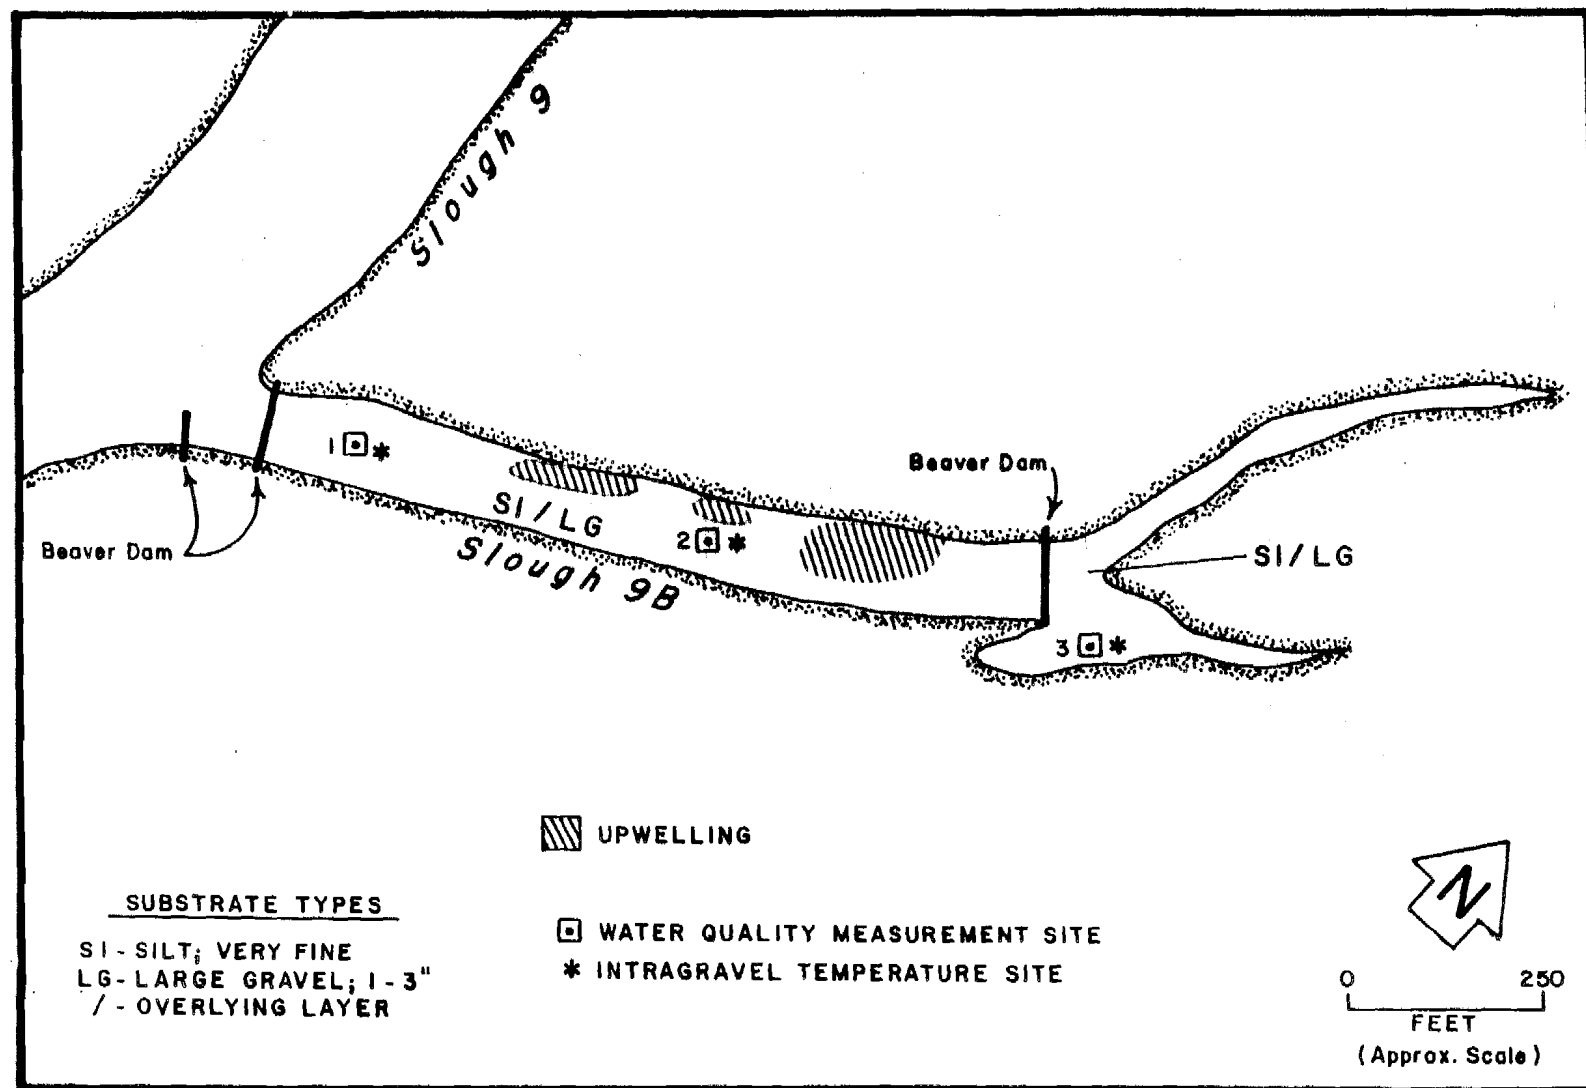 Slough 9
1
Beaver Dam
SI/LG
2
Beaver Dam
SI/LG
Slough 9B
3
UPWELLING
SUBSTRATE TYPES
SI - SILT; VERY FINE
LG - LARGE GRAVEL; 1 - 3"
/ - OVERLYING LAYER
WATER QUALITY MEASUREMENT SITE
* INTRAGRAVEL TEMPERATURE SITE
N
0 250
FEET
(Approx. Scale)